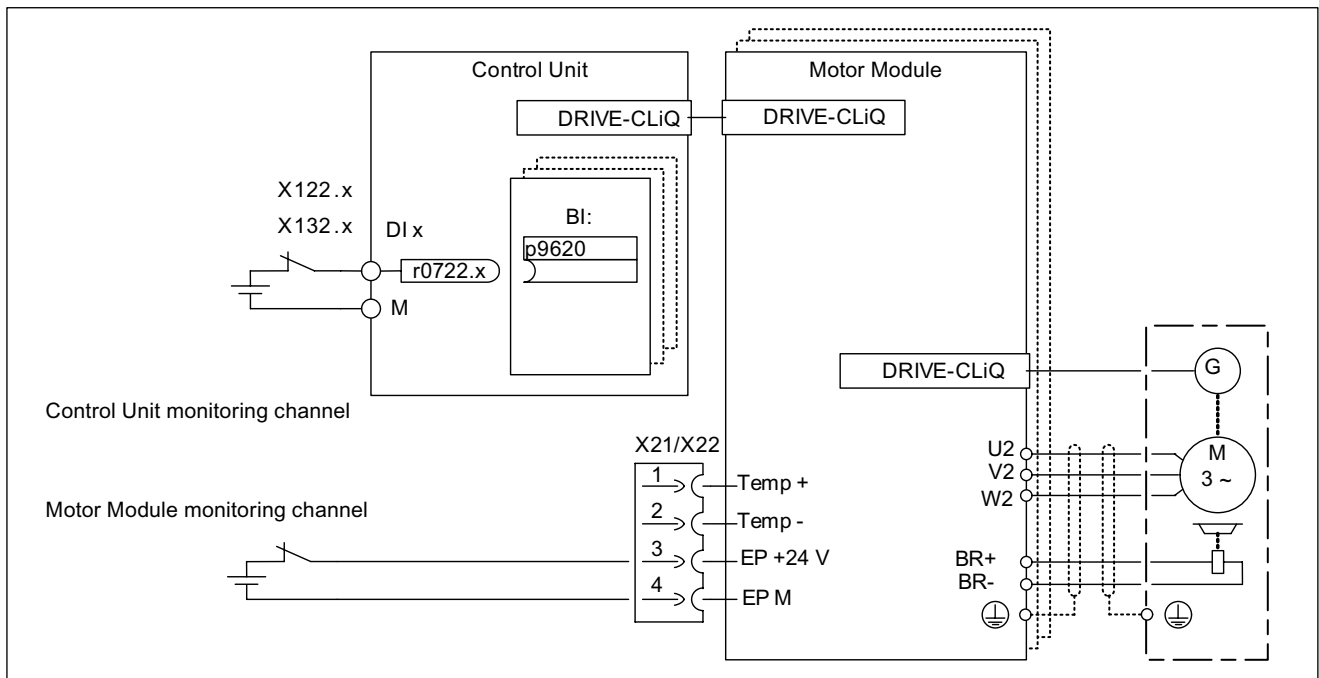 Control Unit
Motor Module
DRIVE-CLiQ
DRIVE-CLiQ
X122.x
X132.x
DI x
BI:
p9620
r0722.x
M
DRIVE-CLiQ
G
Control Unit monitoring channel
X21/X22
1
Temp +
2
Temp -
Motor Module monitoring channel
3
EP +24 V
4
EP M
U2
V2
W2
M
3 ~
BR+
BR-